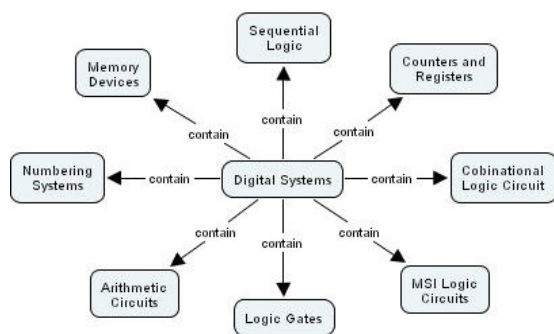 Sequential
Logic
Memory
Devices
Counters and
Registers
contain
contain
contain
Numbering
Systems
contain
Digital Systems
contain
Cobinational
Logic Circuit
contain
contain
contain
Arithmetic
Circuits
Logic Gates
MSI Logic
Circuits